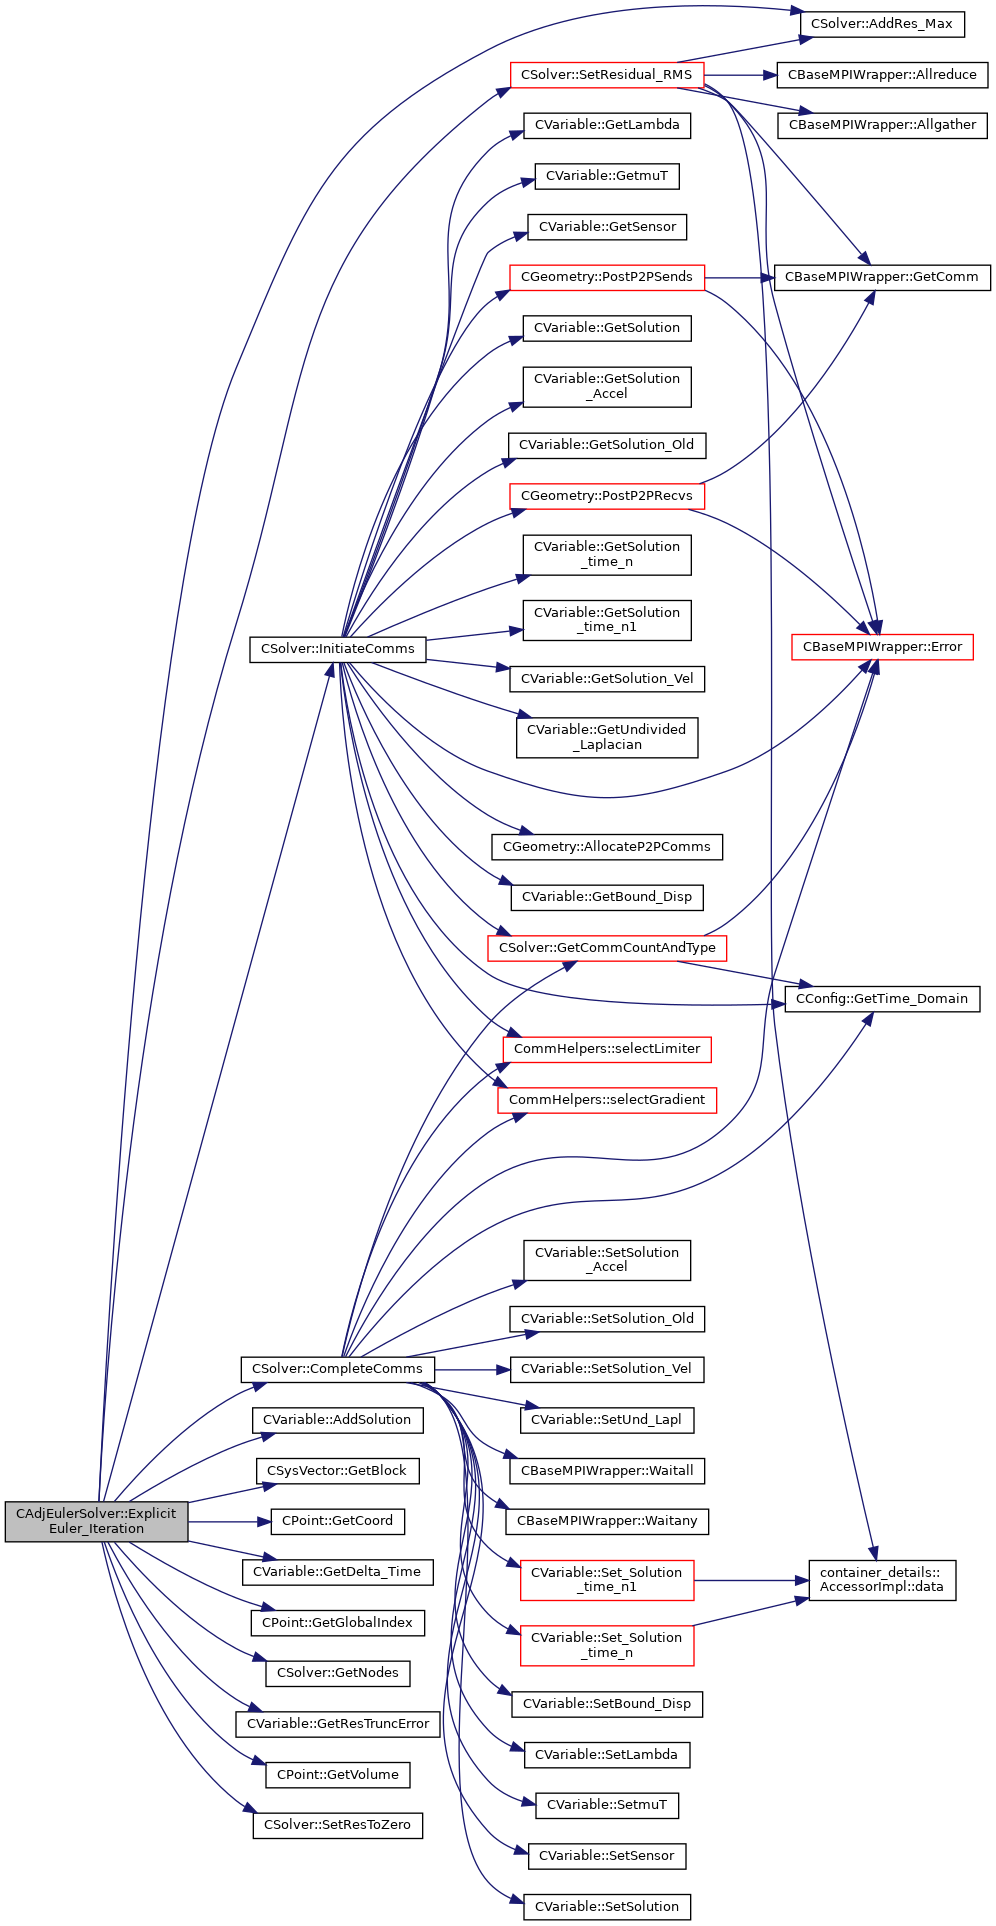 CSolver::AddRes_Max
CSolver::SetResidual_RMS
CBaseMPIWrapper::Allreduce
CBaseMPIWrapper::Allgather
CVariable::GetLambda
CVariable::GetmuT
CVariable::GetSensor
CGeometry::PostP2PSends
CBaseMPIWrapper::GetComm
CVariable::GetSolution
CVariable::GetSolution
_Accel
CVariable::GetSolution_Old
CGeometry::PostP2PRecvs
CVariable::GetSolution
_time_n
CVariable::GetSolution
_time_n1
CSolver::InitiateComms
CBaseMPIWrapper::Error
CVariable::GetSolution_Vel
CVariable::GetUndivided
_Laplacian
CGeometry::AllocateP2PComms
CVariable::GetBound_Disp
CSolver::GetCommCountAndType
CConfig::GetTime_Domain
CommHelpers::selectLimiter
CommHelpers::selectGradient
CVariable::SetSolution
_Accel
CVariable::SetSolution_Old
CSolver::CompleteComms
CVariable::SetSolution_Vel
CVariable::AddSolution
CVariable::SetUnd_Lapl
CSysVector::GetBlock
CBaseMPIWrapper::Waitall
CAdjEulerSolver::Explicit
Euler_Iteration
CPoint::GetCoord
CBaseMPIWrapper::Waitany
CVariable::GetDelta_Time
CVariable::Set_Solution
_time_n1
container_details::
AccessorImpl::data
CPoint::GetGlobalIndex
CVariable::Set_Solution
_time_n
CSolver::GetNodes
CVariable::SetBound_Disp
CVariable::GetResTruncError
CVariable::SetLambda
CPoint::GetVolume
CVariable::SetmuT
CSolver::SetResToZero
CVariable::SetSensor
CVariable::SetSolution